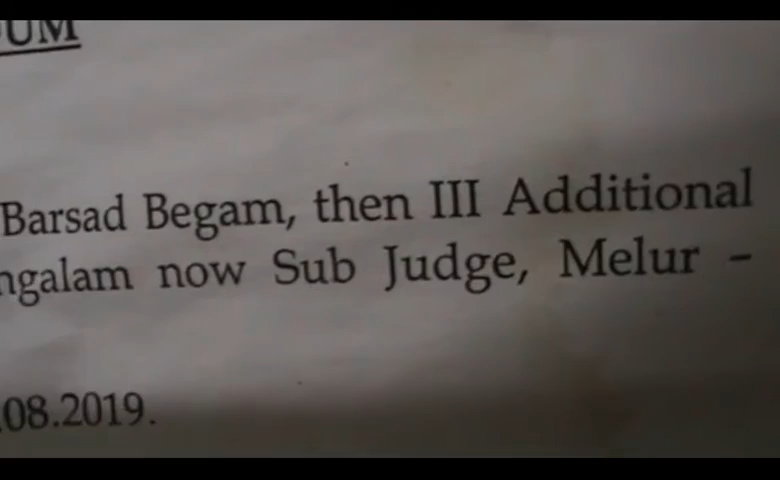 UM
Barsad Begam, then III Additional
ngalam now Sub Judge, Melur –
.08.2019.